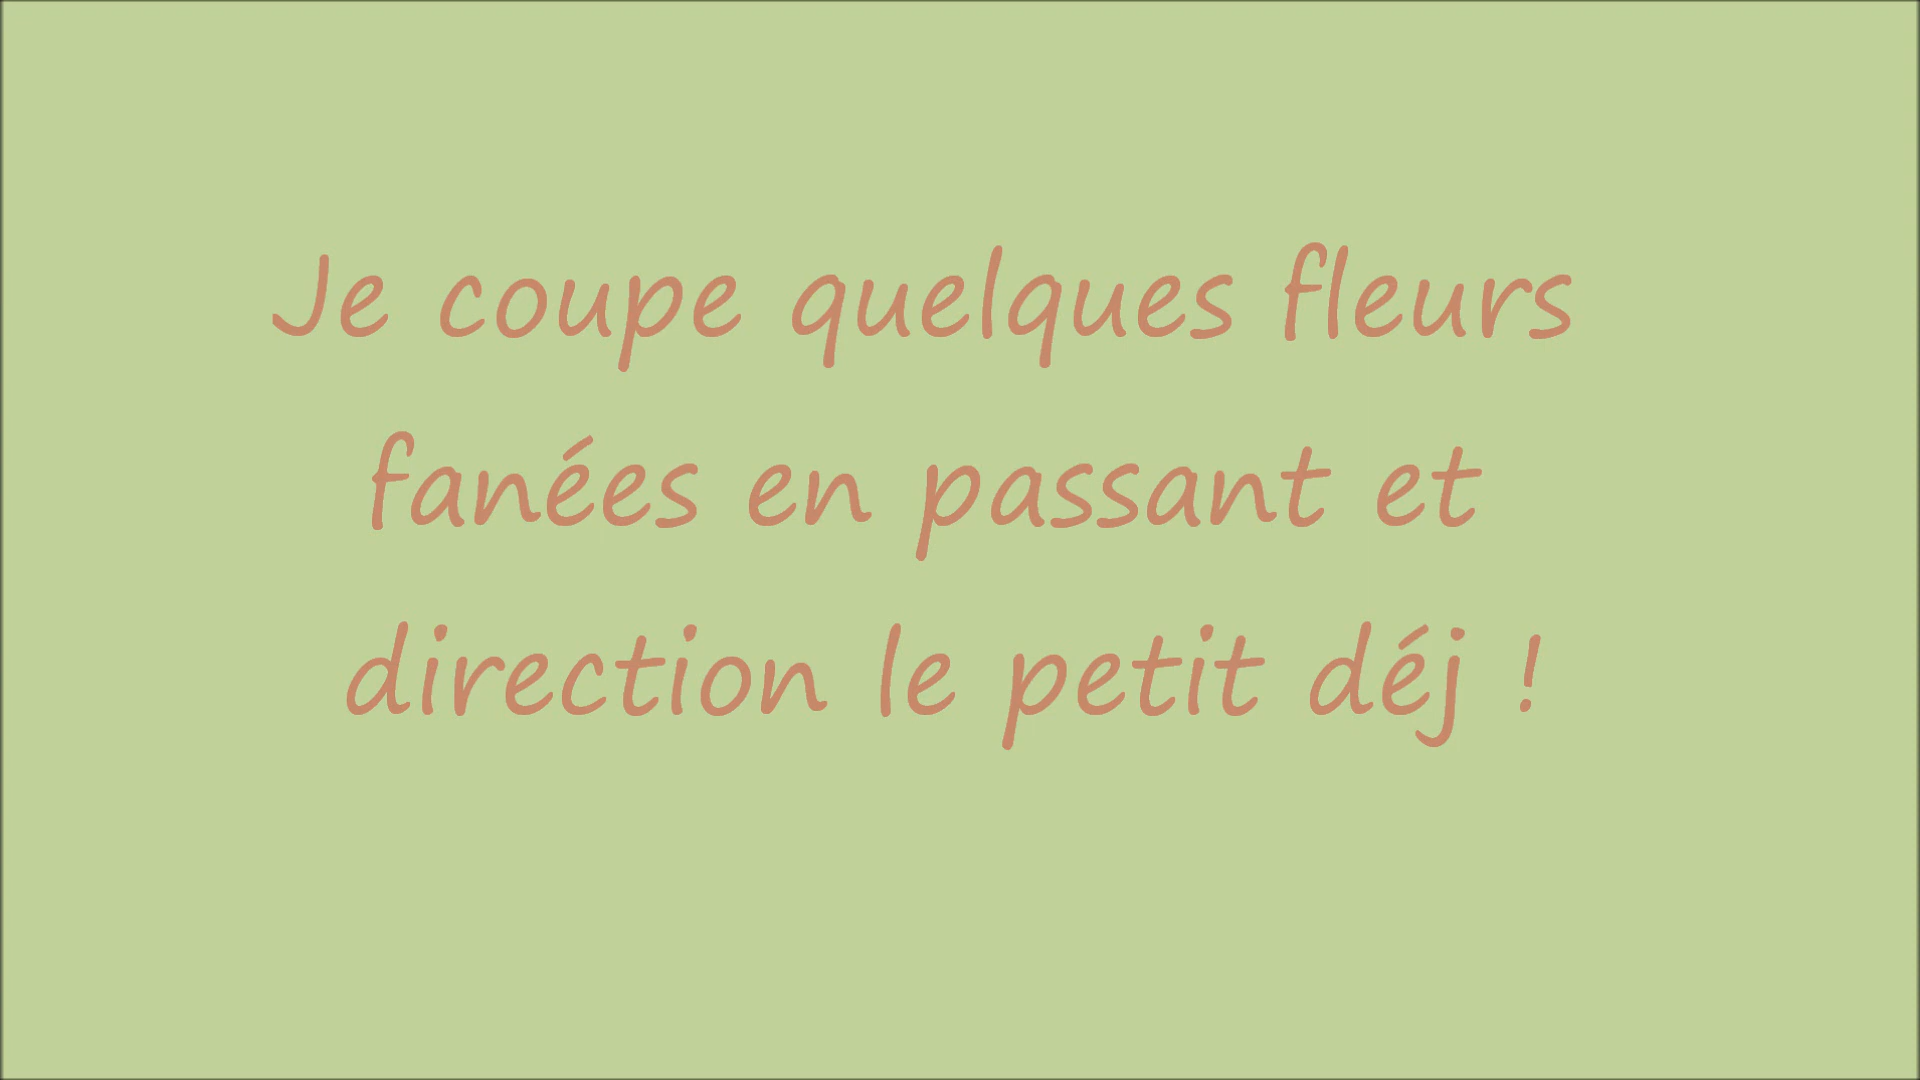 Je coupe quelques fleurs
fanées en passant et
direction le petit déj !